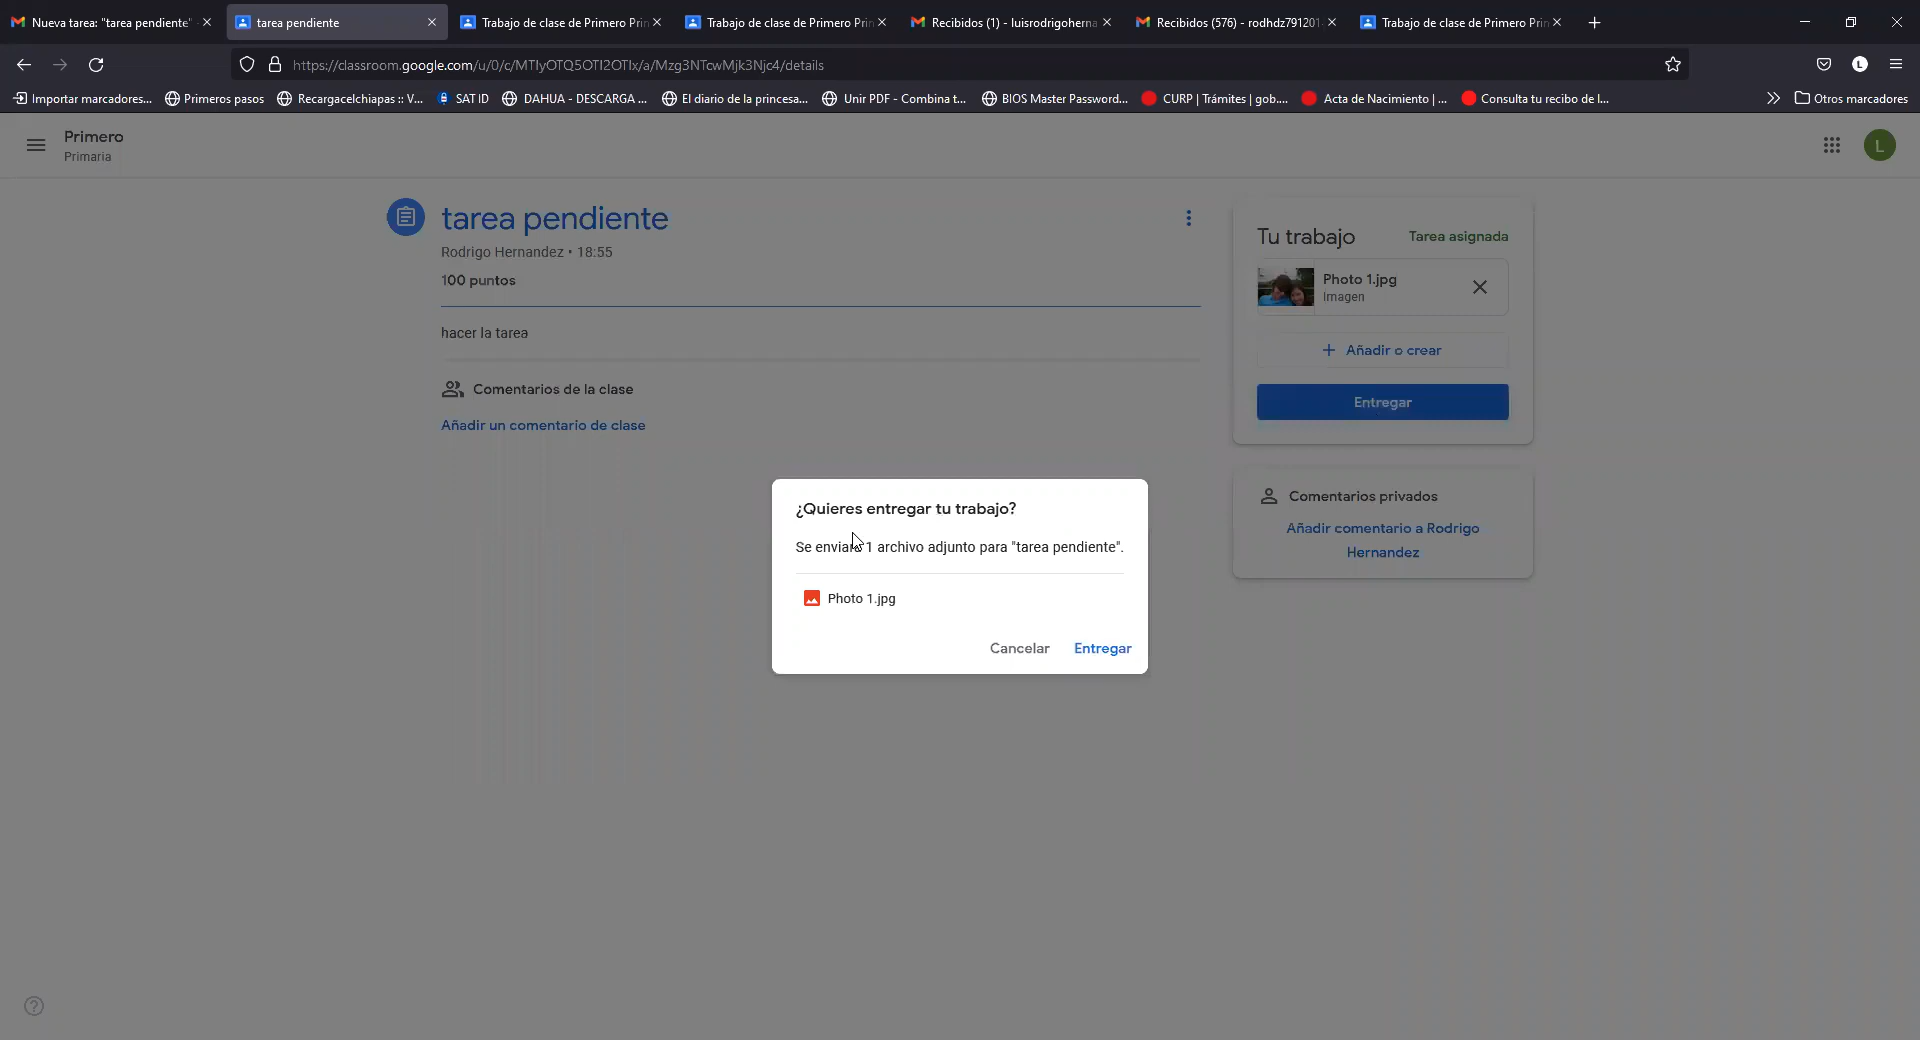 Nueva tarea: "tarea pendiente"
tarea pendiente
Trabajo de clase de Primero Prin
Trabajo de clase de Primero Prin
Recibidos (1) - luisrodrigoherna
Recibidos (576) - rodhdz791201
Trabajo de clase de Primero Prin
https://classroom.google.com/u/0/c/MTIyOTQ5OTI2OTIx/a/Mzg3NTcwMjk3Njc4/details
L
Importar marcadores...
Primeros pasos
Recargacelchiapas :: V...
SAT ID
DAHUA - DESCARGA ...
El diario de la princesa...
Unir PDF - Combina t...
BIOS Master Password...
CURP | Trámites | gob....
Acta de Nacimiento | ...
Consulta tu recibo de l...
Otros marcadores
Primero
Primaria
L
tarea pendiente
Rodrigo Hernandez • 18:55
100 puntos
hacer la tarea
Comentarios de la clase
Añadir un comentario de clase
Tu trabajo
Tarea asignada
Photo 1.jpg
Imagen
+ Añadir o crear
Entregar
Comentarios privados
Añadir comentario a Rodrigo
Hernandez
¿Quieres entregar tu trabajo?
Se enviará 1 archivo adjunto para "tarea pendiente".
Photo 1.jpg
Cancelar
Entregar